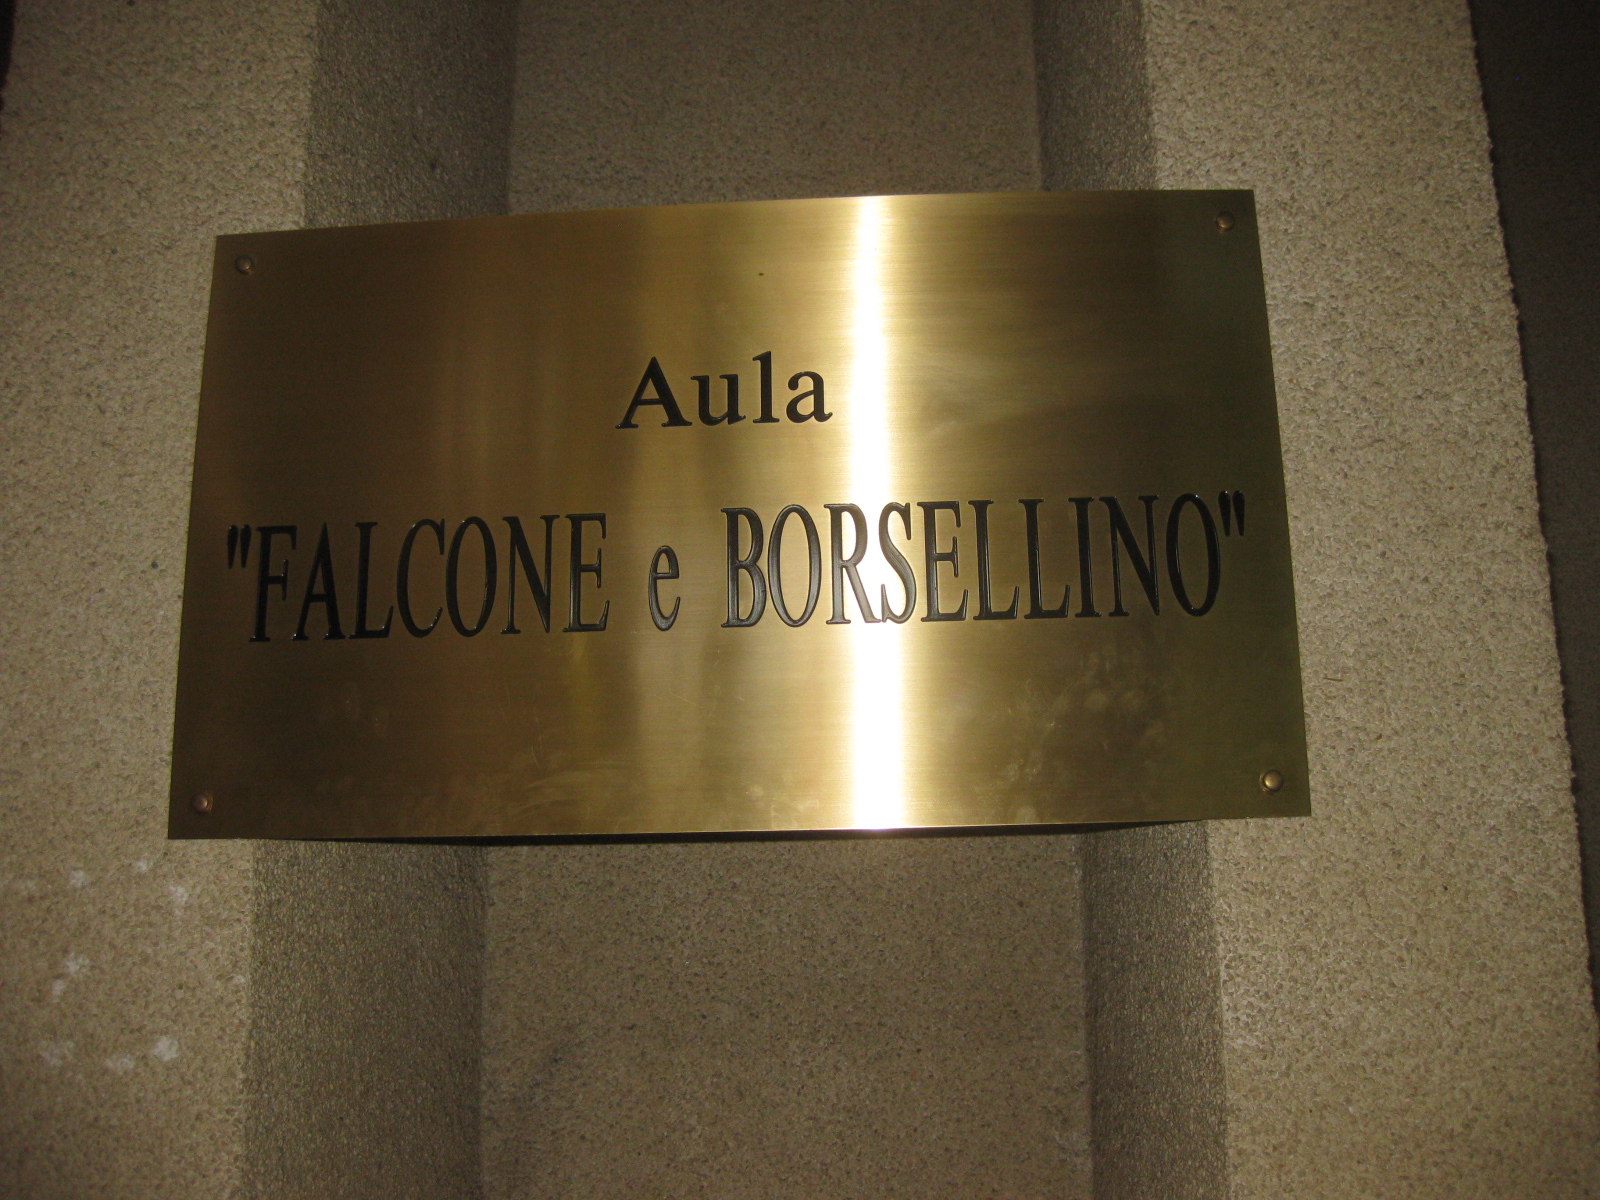 Aula
"FALCONE e BORSELLINO"